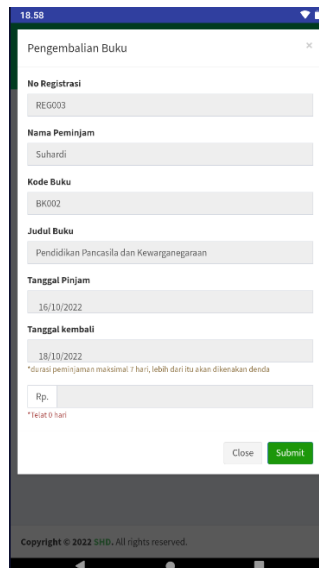 18.58
Pengembalian Buku
×
No Registrasi
REG003
Nama Peminjam
Suhardi
Kode Buku
BK002
Judul Buku
Pendidikan Pancasila dan Kewarganegaraan
Tanggal Pinjam
16/10/2022
Tanggal kembali
18/10/2022
*durasi peminjaman maksimal 7 hari, lebih dari itu akan dikenakan denda
Rp.
*Telat 0 hari
Close Submit
Copyright © 2022 SHD. All rights reserved.